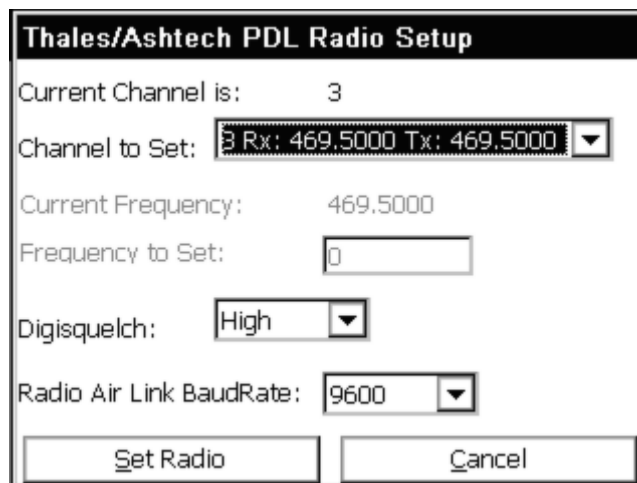 Thales/Ashtech PDL Radio Setup
Current Channel is: 3
Channel to Set: 3 Rx: 469.5000 Tx: 469.5000
Current Frequency: 469.5000
Frequency to Set: 0
Digisquelch: High
Radio Air Link BaudRate: 9600
Set Radio Cancel